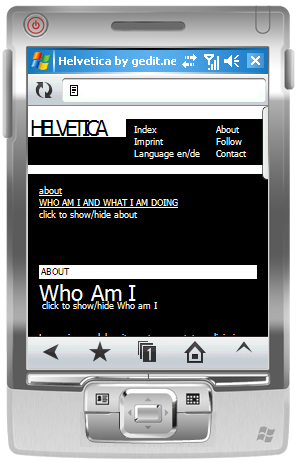 Helvetica by gedit.ne
HELVETICA
Index
Imprint
Language en/de
About
Follow
Contact
about
WHO AM I AND WHAT I AM DOING
click to show/hide about
ABOUT
Who Am I
click to show/hide Who am I
1